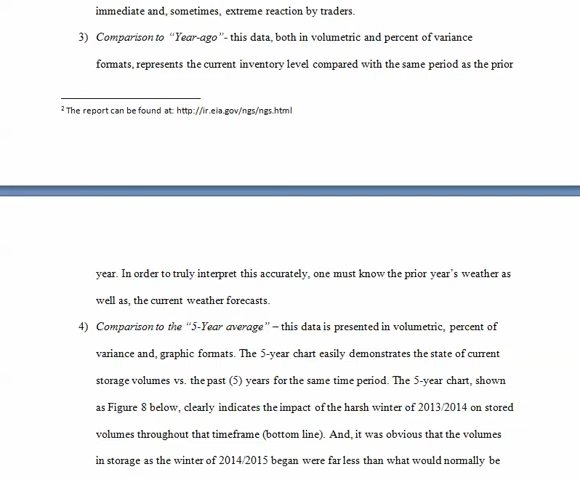 immediate and, sometimes, extreme reaction by traders.
3) Comparison to “Year-ago”- this data, both in volumetric and percent of variance
formats, represents the current inventory level compared with the same period as the prior
2 The report can be found at: http://ir.eia.gov/ngs/ngs.html
year. In order to truly interpret this accurately, one must know the prior year’s weather as
well as, the current weather forecasts.
4) Comparison to the “5-Year average” – this data is presented in volumetric, percent of
variance and, graphic formats. The 5-year chart easily demonstrates the state of current
storage volumes vs. the past (5) years for the same time period. The 5-year chart, shown
as Figure 8 below, clearly indicates the impact of the harsh winter of 2013/2014 on stored
volumes throughout that timeframe (bottom line). And, it was obvious that the volumes
in storage as the winter of 2014/2015 began were far less than what would normally be